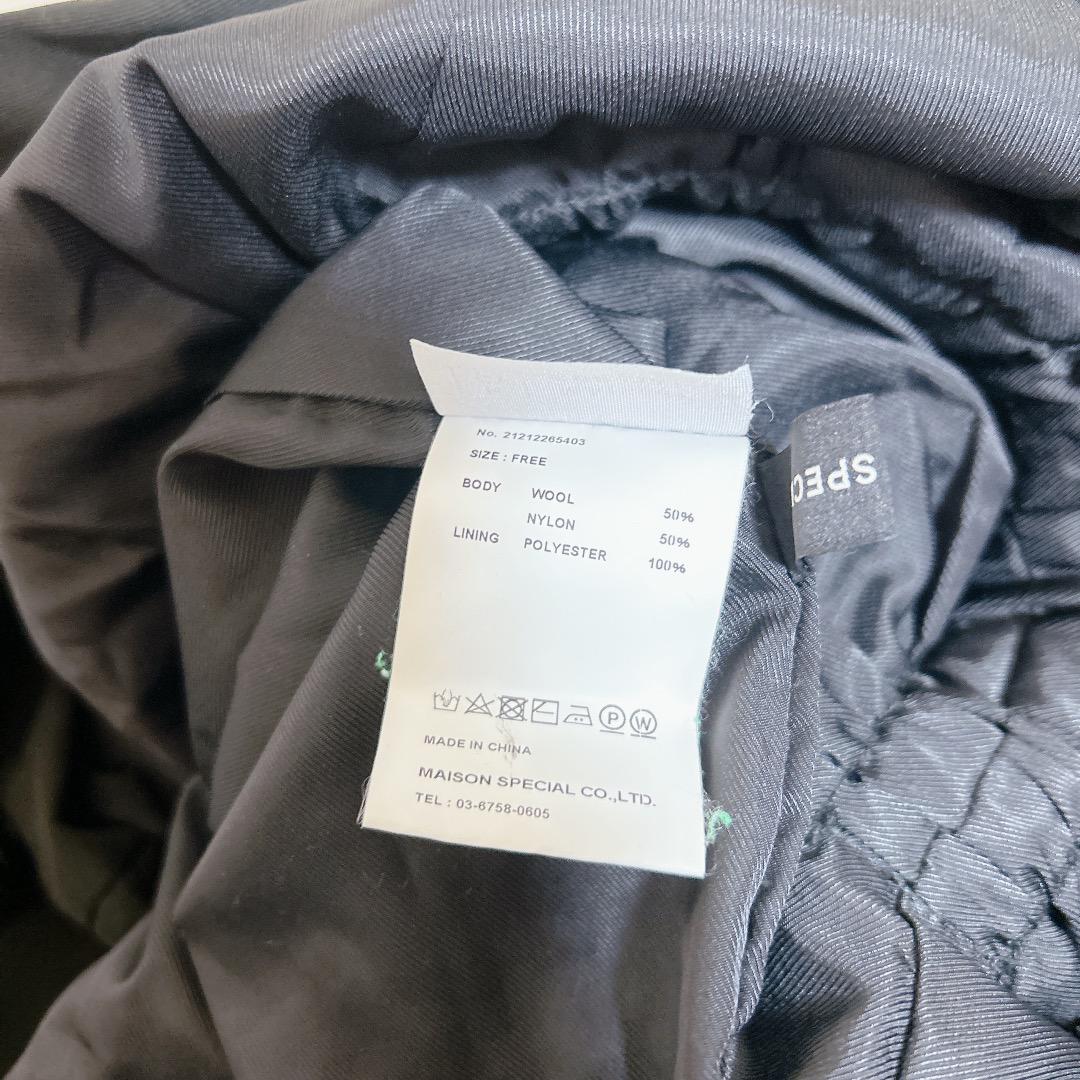 No. 21212265403
SIZE : FREE
BODY WOOL 50%
NYLON 50%
LINING POLYESTER 100%
P W
MADE IN CHINA
MAISON SPECIAL CO.,LTD.
TEL : 03-6758-0605